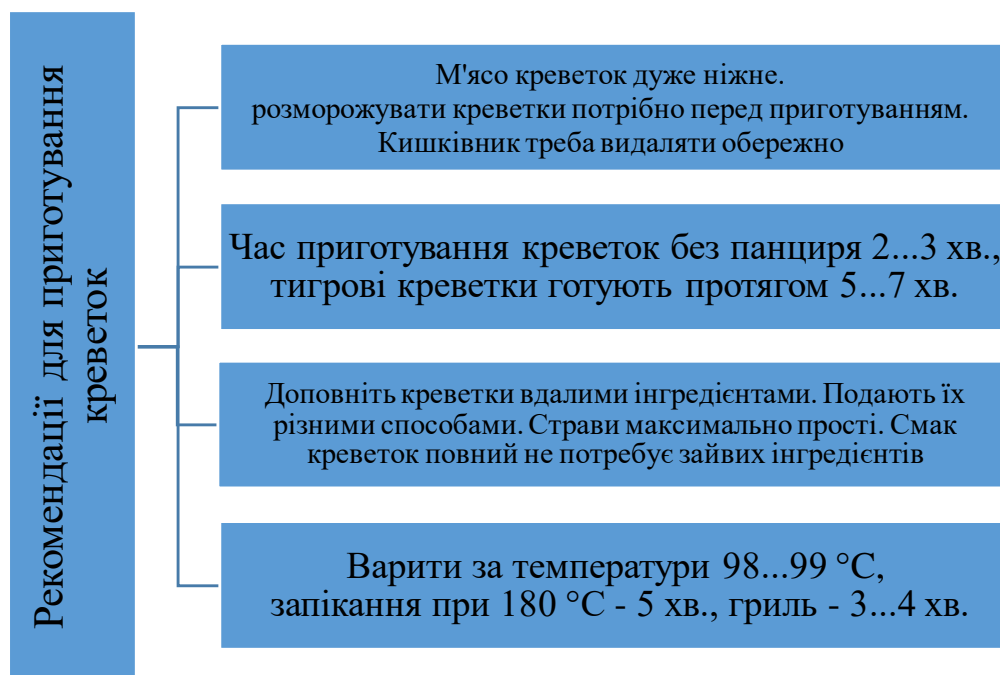 Рекомендації для приготування
креветок
М'ясо креветок дуже ніжне.
розморожувати креветки потрібно перед приготуванням.
Кишківник треба видаляти обережно
Час приготування креветок без панциря 2...3 хв.,
тигрові креветки готують протягом 5...7 хв.
Доповніть креветки вдалими інгредієнтами. Подають їх
різними способами. Страви максимально прості. Смак
креветок повний не потребує зайвих інгредієнтів
Варити за температури 98...99 °С,
запікання при 180 °С - 5 хв., гриль - 3...4 хв.